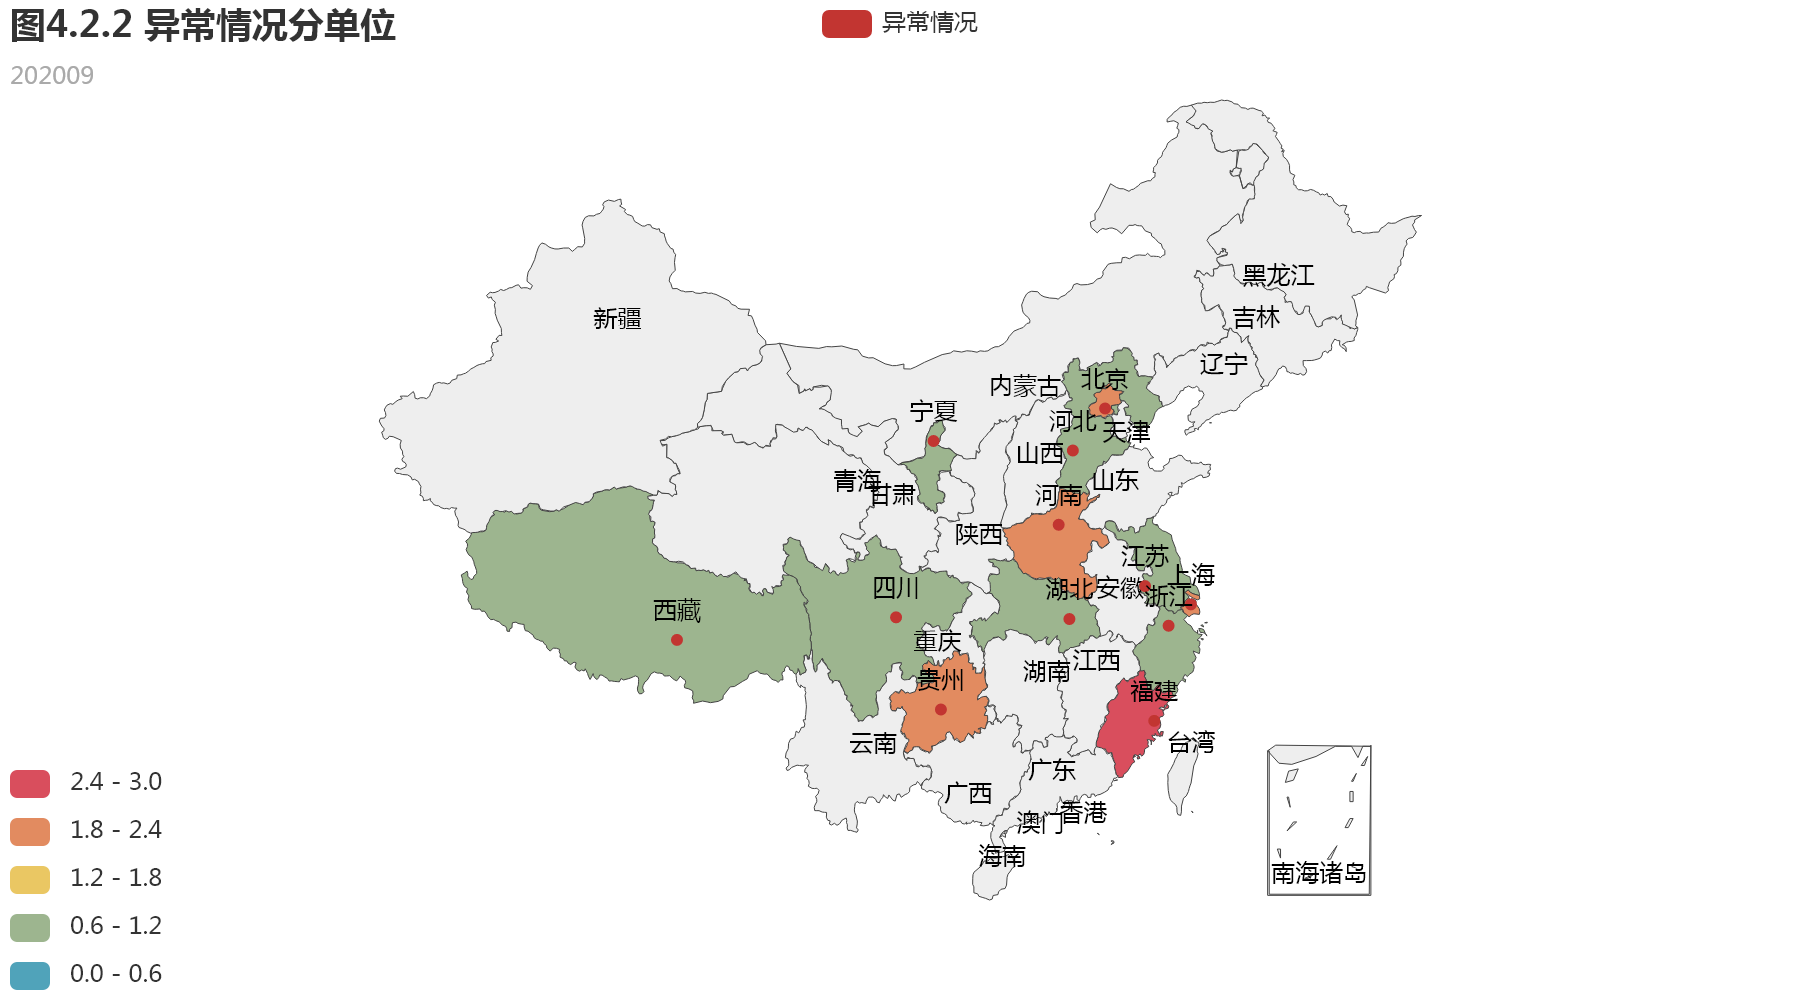 图4.2.2 异常情况分单位
异常情况
202009
黑龙江
新疆
吉林
辽宁
北京
内蒙古
宁夏
河北
天津
山西
青海
山东
甘肃
河南
陕西
江苏
上海
四川
湖北
安徽
浙江
西藏
重庆
江西
湖南
贵州
福建
云南
台湾
广东
广西
香港
澳门
海南
南海诸岛
2.4 - 3.0
1.8 - 2.4
1.2 - 1.8
0.6 - 1.2
0.0 - 0.6